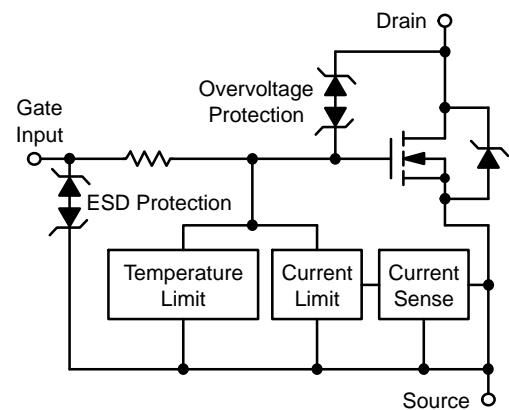 Drain
Overvoltage
Protection
Gate
Input
ESD Protection
Temperature
Limit
Current
Limit
Current
Sense
Source